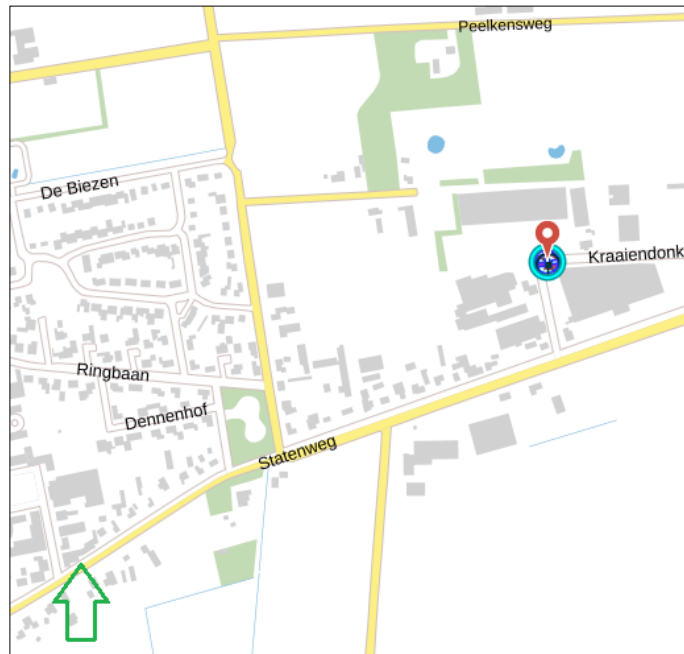 Peelkensweg
De Biezen
Kraaiendonk
Ringbaan
Dennenhof
Statenweg